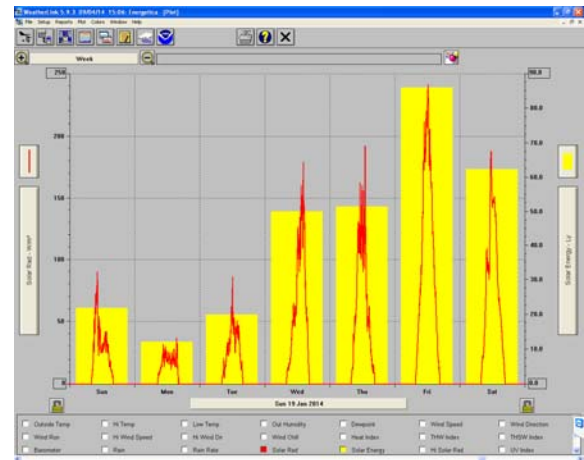 WeatherLink 5.9.3 09/04/14 15:06: Energetica - [Plot]
File Setup Reports Plot Colors Window Help
Week
250 90.0
80.0
200
70.0
60.0
150
50.0
Solar Rad - W/m² Solar Energy - Ly
40.0
100
30.0
20.0
50
10.0
0 0.0
Sun Mon Tue Wed Thu Fri Sat
Sun 19 Jan 2014
Outside Temp Hi Temp Low Temp Out Humidity Dewpoint Wind Speed Wind Direction
Wind Run Hi Wind Speed Hi Wind Dir Wind Chill Heat Index THW Index THSW Index
Barometer Rain Rain Rate Solar Rad Solar Energy Hi Solar Rad UV Index